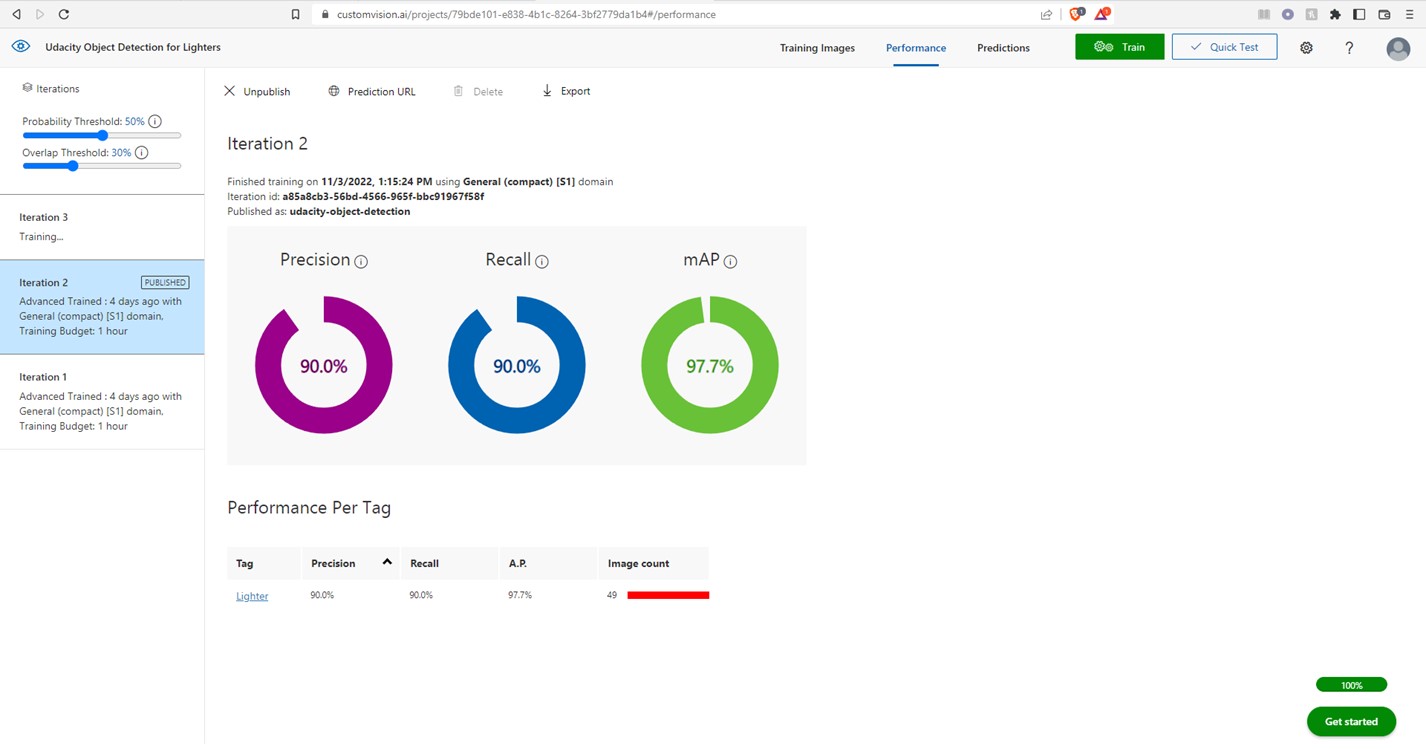 customvision.ai/projects/79bde101-e838-4b1c-8264-3bf2779da1b4#/performance
1
1
Udacity Object Detection for Lighters
Training Images
Performance
Predictions
Train
Quick Test
?
Iterations
Probability Threshold: 50%
Overlap Threshold: 30%
Iteration 3
Training...
Iteration 2
PUBLISHED
Advanced Trained : 4 days ago with
General (compact) [S1] domain,
Training Budget: 1 hour
Iteration 1
Advanced Trained : 4 days ago with
General (compact) [S1] domain,
Training Budget: 1 hour
Unpublish
Prediction URL
Delete
Export
Iteration 2
Finished training on 11/3/2022, 1:15:24 PM using General (compact) [S1] domain
Iteration id: a85a8cb3-56bd-4566-965f-bbc91967f58f
Published as: udacity-object-detection
Precision
Recall
mAP
90.0%
90.0%
97.7%
Performance Per Tag
Tag Precision Recall A.P. Image count
Lighter 90.0% 90.0% 97.7% 49
100%
Get started